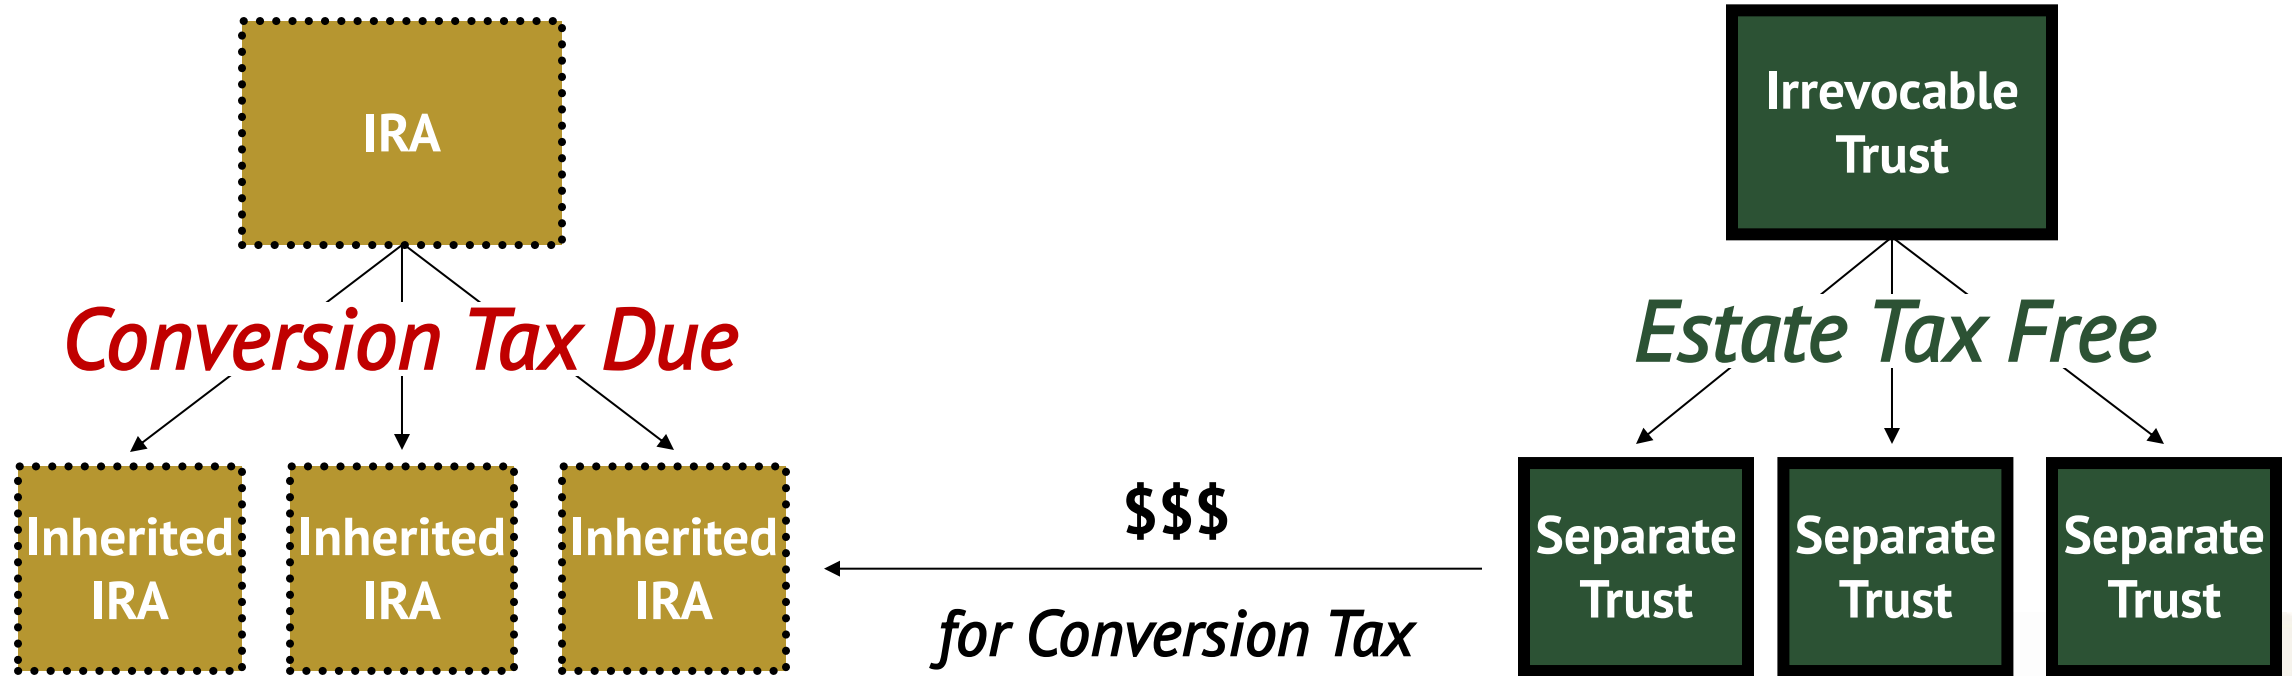 IRA
Irrevocable
Trust
Conversion Tax Due
Estate Tax Free
Inherited
IRA
Inherited
IRA
Inherited
IRA
$$$
for Conversion Tax
Separate
Trust
Separate
Trust
Separate
Trust